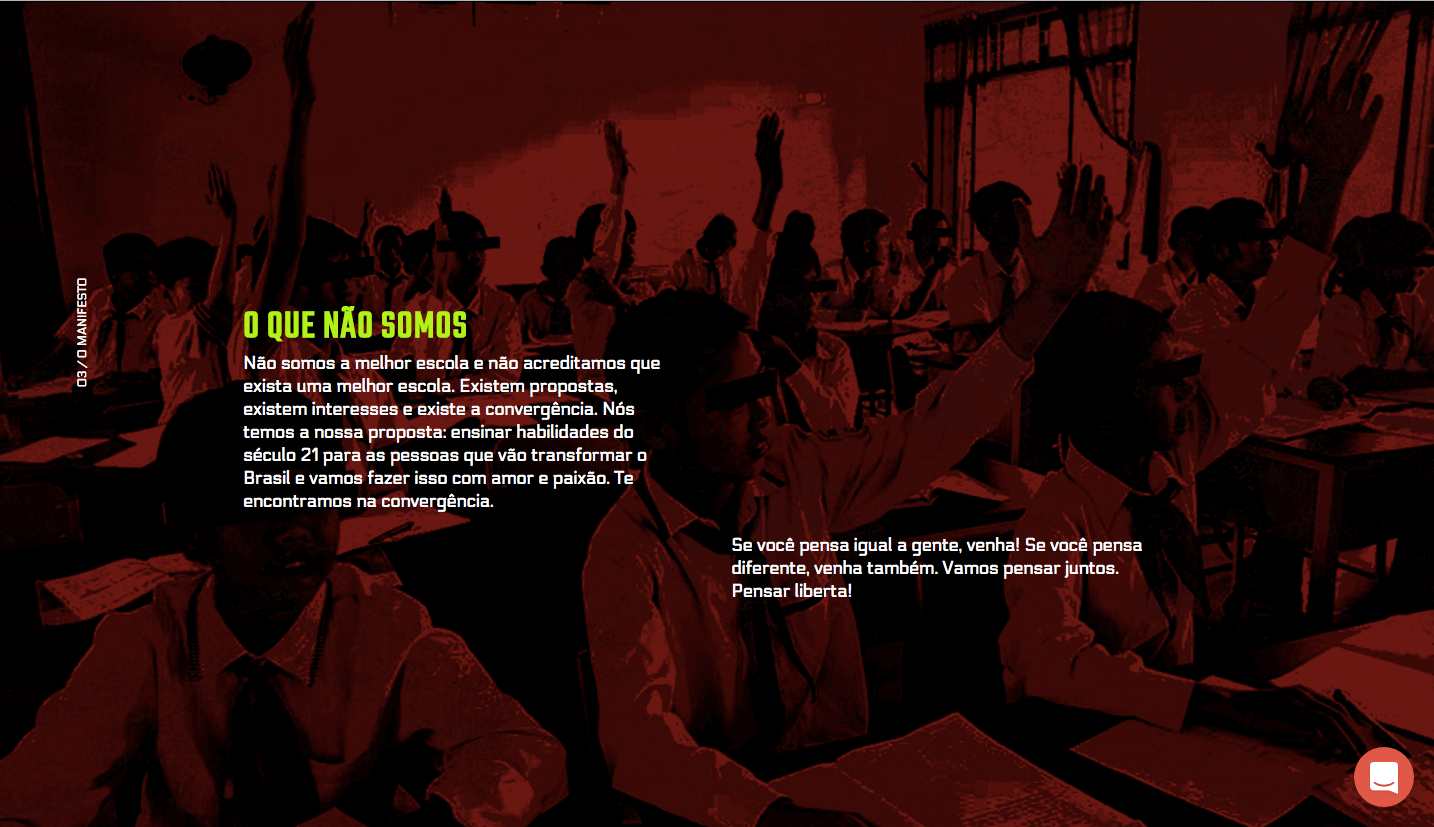 03 / O MANIFESTO
O QUE NÃO SOMOS
Não somos a melhor escola e não acreditamos que
exista uma melhor escola. Existem propostas,
existem interesses e existe a convergência. Nós
temos a nossa proposta: ensinar habilidades do
século 21 para as pessoas que vão transformar o
Brasil e vamos fazer isso com amor e paixão. Te
encontramos na convergência.
Se você pensa igual a gente, venha! Se você pensa
diferente, venha também. Vamos pensar juntos.
Pensar liberta!